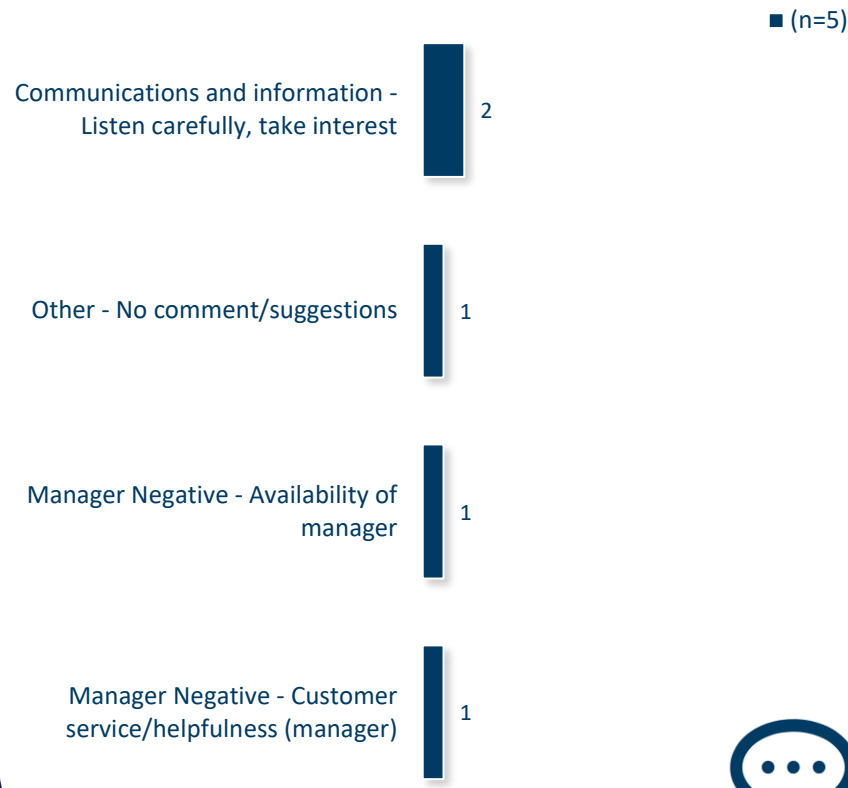 (n=5)
Communications and information -
Listen carefully, take interest
2
Other - No comment/suggestions
1
Manager Negative - Availability of
manager
1
Manager Negative - Customer
service/helpfulness (manager)
1